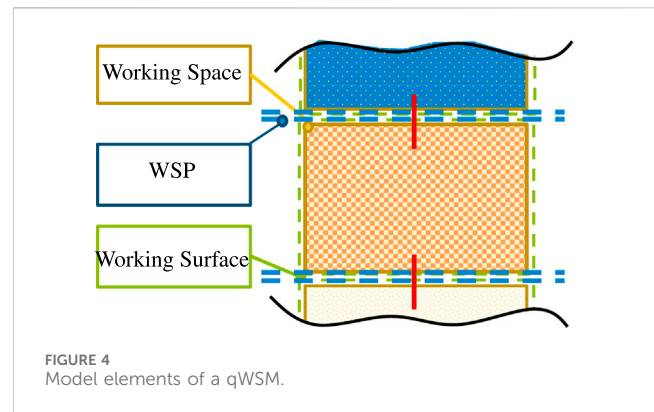 Working Space
WSP
Working Surface
FIGURE 4
Model elements of a qWSM.